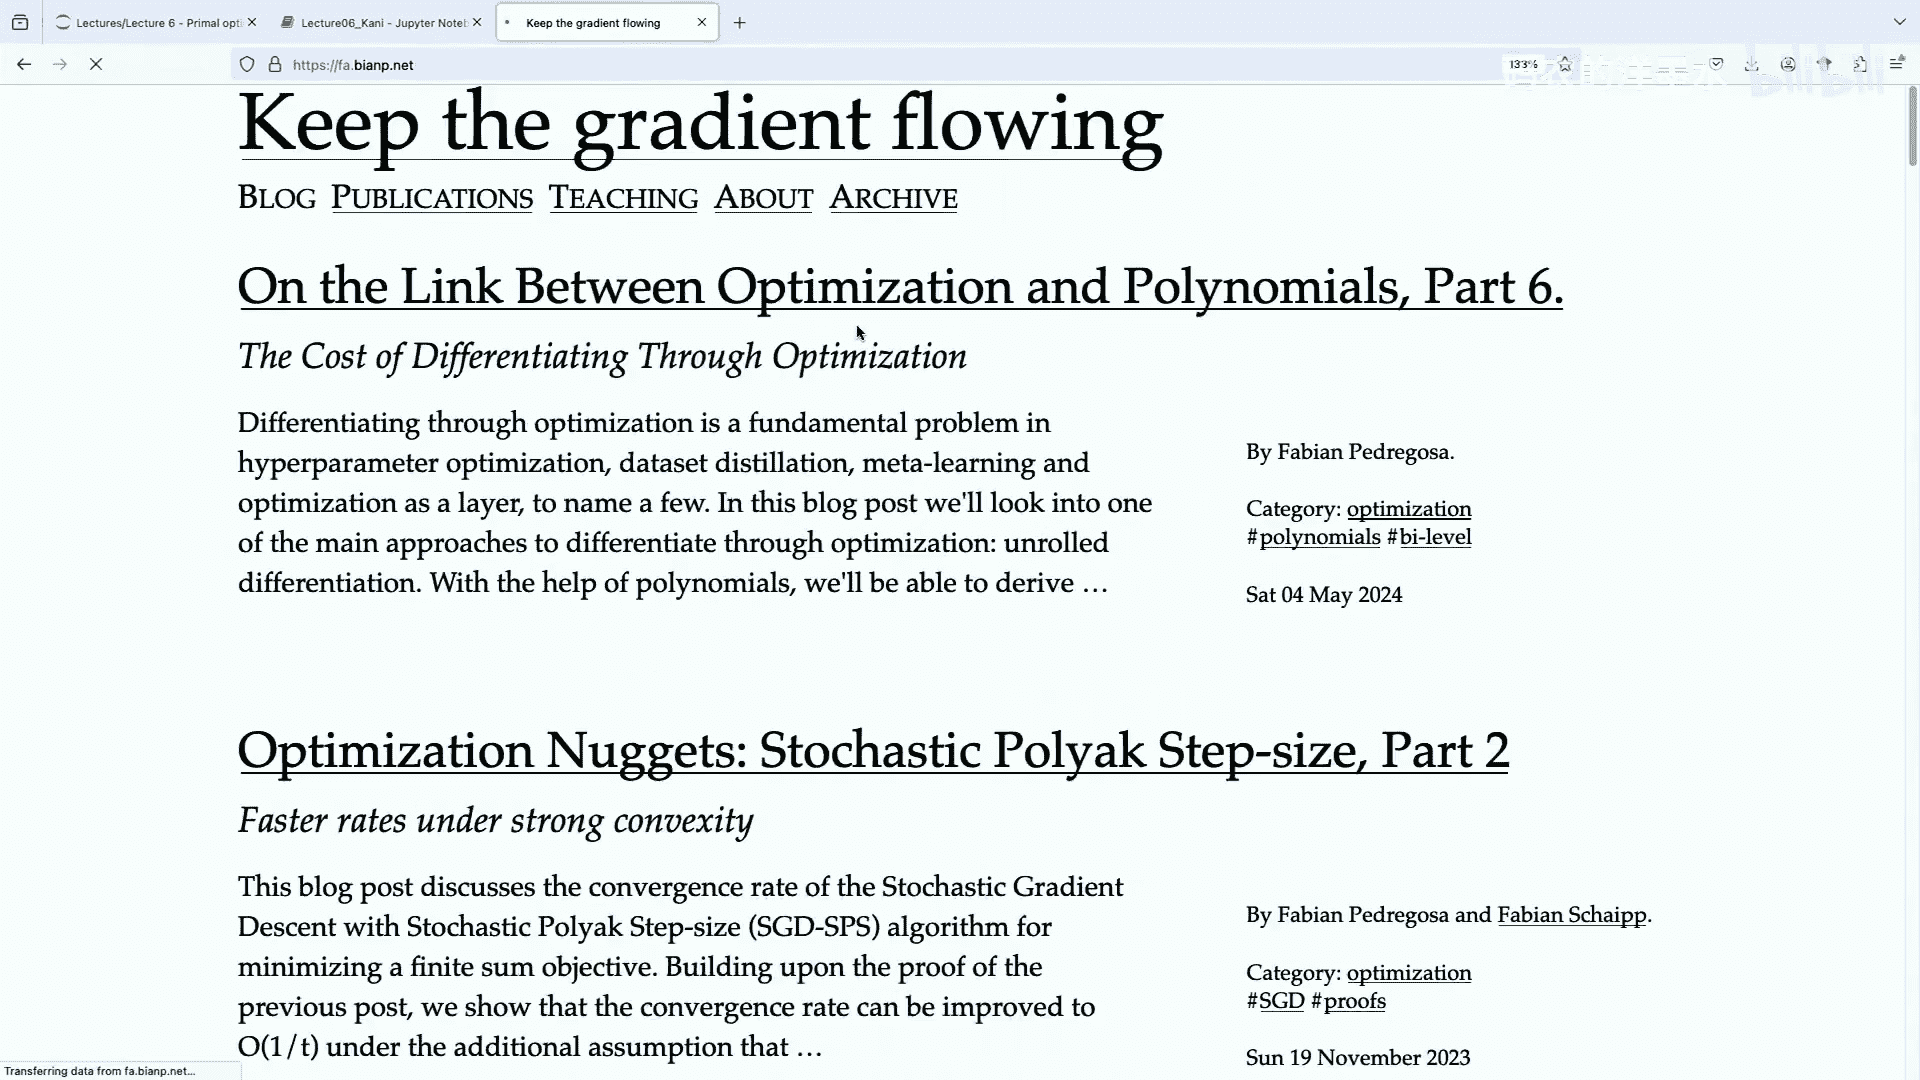 Lectures/Lecture 6 - Primal opti
Lecture06_Kani - Jupyter Noteb
Keep the gradient flowing
https://fa.bianp.net
133%
Keep the gradient flowing
BLOG PUBLICATIONS TEACHING ABOUT ARCHIVE
On the Link Between Optimization and Polynomials, Part 6.
The Cost of Differentiating Through Optimization
Differentiating through optimization is a fundamental problem in
hyperparameter optimization, dataset distillation, meta-learning and
optimization as a layer, to name a few. In this blog post we'll look into one
of the main approaches to differentiate through optimization: unrolled
differentiation. With the help of polynomials, we'll be able to derive …
By Fabian Pedregosa.
Category: optimization
#polynomials #bi-level
Sat 04 May 2024
Optimization Nuggets: Stochastic Polyak Step-size, Part 2
Faster rates under strong convexity
This blog post discusses the convergence rate of the Stochastic Gradient
Descent with Stochastic Polyak Step-size (SGD-SPS) algorithm for
minimizing a finite sum objective. Building upon the proof of the
previous post, we show that the convergence rate can be improved to
O(1/t) under the additional assumption that …
By Fabian Pedregosa and Fabian Schaipp.
Category: optimization
#SGD #proofs
Sun 19 November 2023
Transferring data from fa.bianp.net…